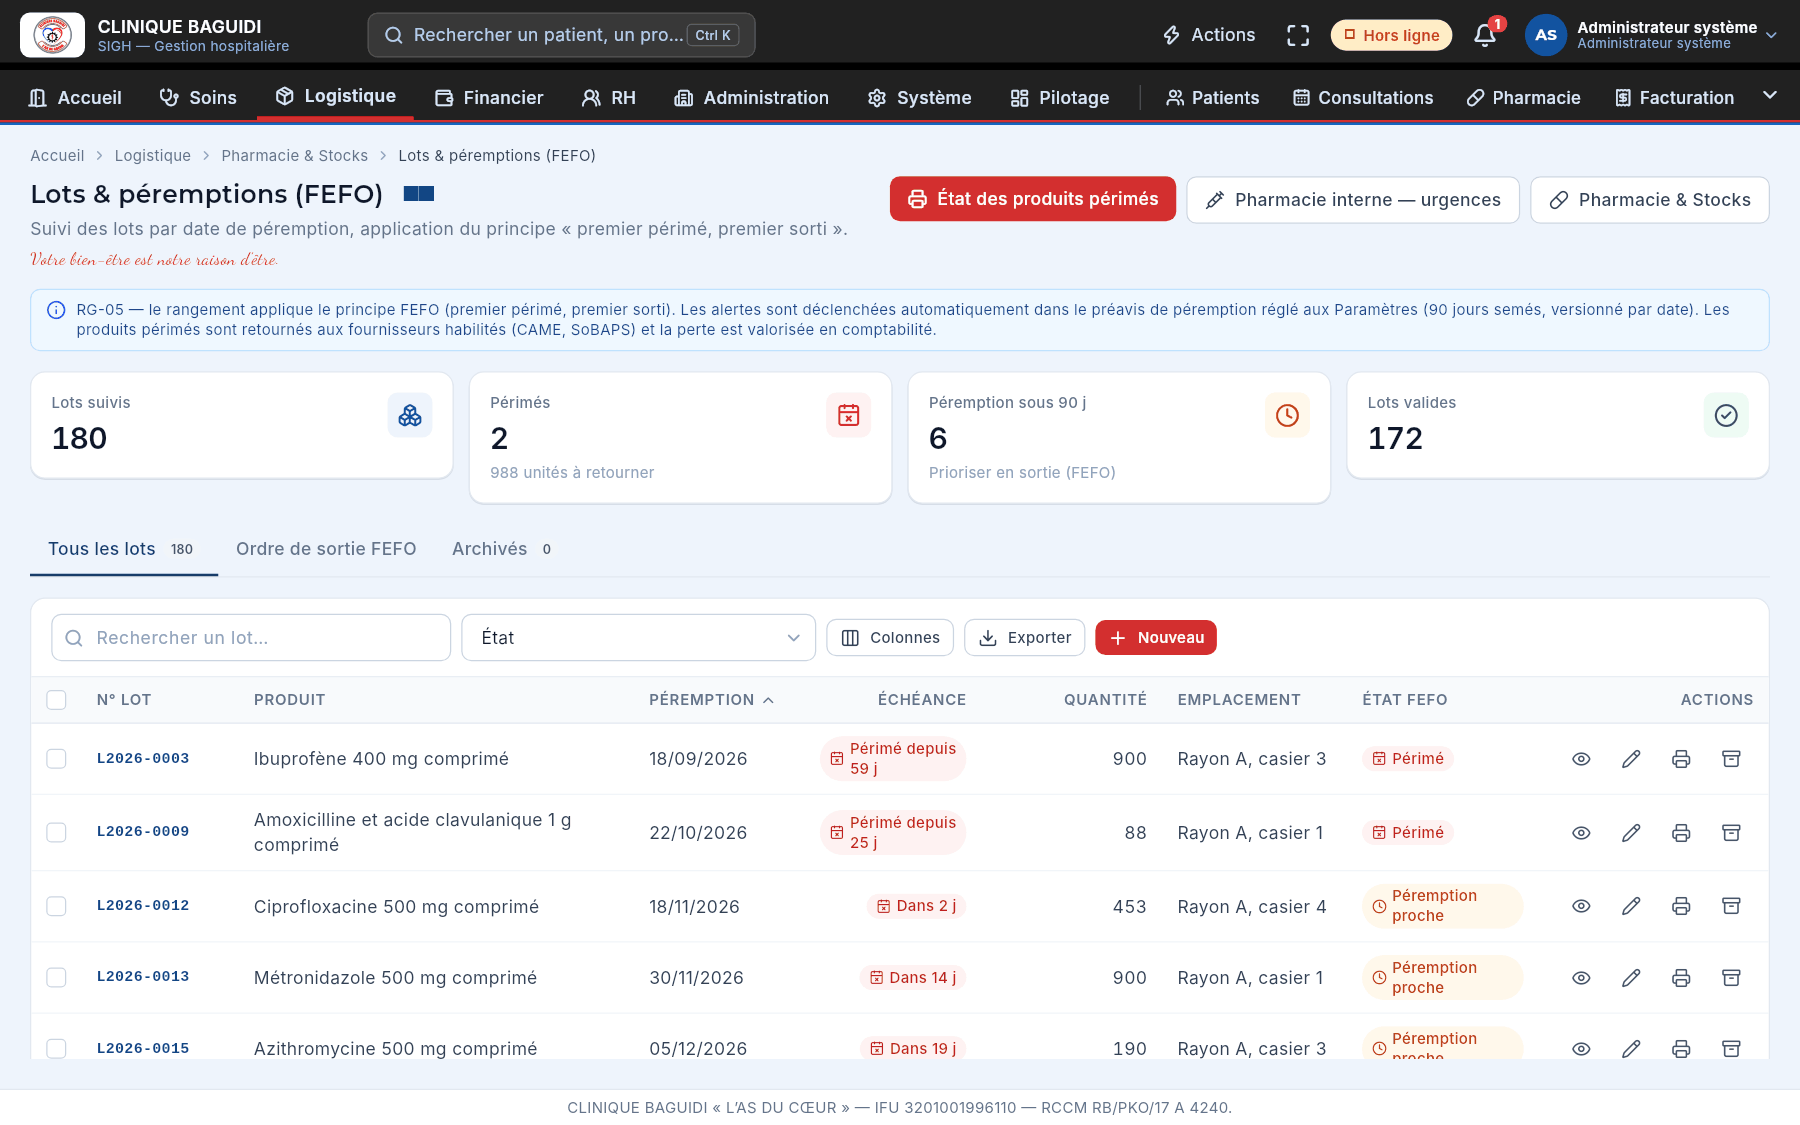 CLINIQUE BAGUIDI
SIGH — Gestion hospitalière
Rechercher un patient, un pro... Ctrl K
Actions
Hors ligne
1
AS
Administrateur système
Administrateur système
Accueil Soins Logistique Financier RH Administration Système Pilotage Patients Consultations Pharmacie Facturation
Accueil > Logistique > Pharmacie & Stocks > Lots & péremptions (FEFO)
Lots & péremptions (FEFO)
État des produits périmés
Pharmacie interne — urgences
Pharmacie & Stocks
Suivi des lots par date de péremption, application du principe « premier périmé, premier sorti ».
Votre bien-être est notre raison d'être.
RG-05 — le rangement applique le principe FEFO (premier périmé, premier sorti). Les alertes sont déclenchées automatiquement dans le préavis de péremption réglé aux Paramètres (90 jours semés, versionné par date). Les
produits périmés sont retournés aux fournisseurs habilités (CAME, SoBAPS) et la perte est valorisée en comptabilité.
Lots suivis
180
Périmés
2
988 unités à retourner
Péremption sous 90 j
6
Prioriser en sortie (FEFO)
Lots valides
172
Tous les lots 180 Ordre de sortie FEFO Archivés 0
Rechercher un lot... État Colonnes Exporter Nouveau
N° LOT PRODUIT PÉREMPTION ÉCHÉANCE QUANTITÉ EMPLACEMENT ÉTAT FEFO ACTIONS
L2026-0003 Ibuprofène 400 mg comprimé 18/09/2026 Périmé depuis 59 j 900 Rayon A, casier 3 Périmé
L2026-0009 Amoxicilline et acide clavulanique 1 g comprimé 22/10/2026 Périmé depuis 25 j 88 Rayon A, casier 1 Périmé
L2026-0012 Ciprofloxacine 500 mg comprimé 18/11/2026 Dans 2 j 453 Rayon A, casier 4 Péremption proche
L2026-0013 Métronidazole 500 mg comprimé 30/11/2026 Dans 14 j 900 Rayon A, casier 1 Péremption proche
L2026-0015 Azithromycine 500 mg comprimé 05/12/2026 Dans 19 j 190 Rayon A, casier 3 Péremption proche
CLINIQUE BAGUIDI « L'AS DU CŒUR » — IFU 3201001996110 — RCCM RB/PKO/17 A 4240.